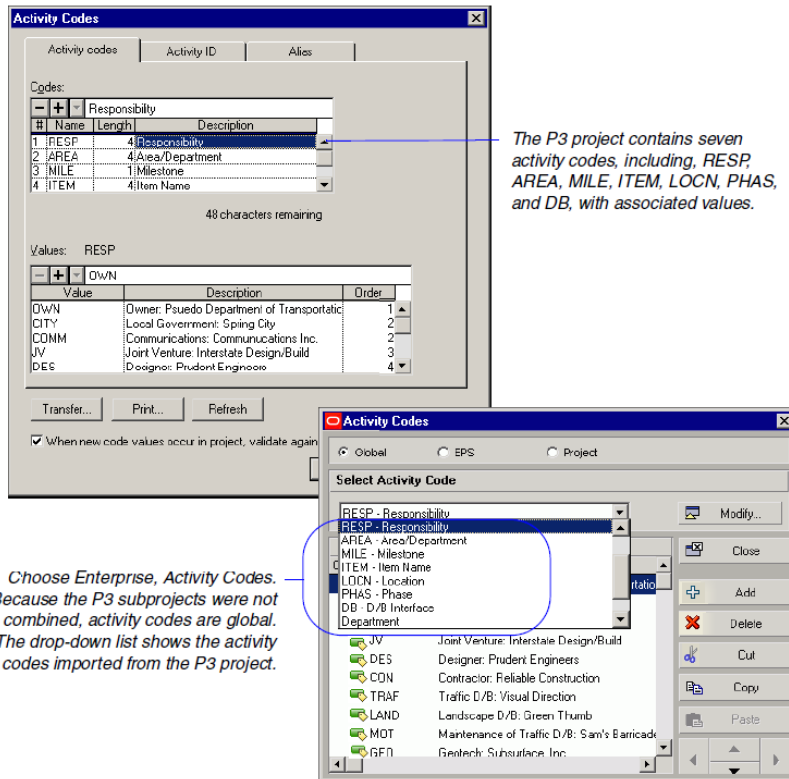 Activity Codes
Activity codes
Activity ID
Alias
Codes:
Responsibilty
# Name Length Description
1 RESP 4 Responsibilty
2 AREA 4 Area/Department
3 MILE 1 Milestone
4 ITEM 4 Item Name
48 characters remaining
Values: RESP
OWN
Value Description Order
OWN Owner: Psuedo Department of Transportatic 1
CITY Local Government: Spiing City 2
COMM Communications: Communucations Inc. 2
JV Joint Venture: Interstate Design/Build 3
DES Designer: Prudent Engineers 4
Transfer... Print... Refresh
When new code values occur in project, validate again
The P3 project contains seven
activity codes, including, RESP,
AREA, MILE, ITEM, LOCN, PHAS,
and DB, with associated values.
Activity Codes
Global EPS Project
Select Activity Code
RESP - Responsibility
Modify...
RESP - Responsibility
AREA - Area/Department
MILE - Milestone
ITEM - Item Name
LOCN - Location
PHAS - Phase
DB - D/B Interface
Department
rtatio
JV Joint Venture: Interstate Design/Build
DES Designer: Prudent Engineers
CON Contractor: Reliable Construction
TRAF Traffic D/B: Visual Direction
LAND Landscape D/B: Green Thumb
MOT Maintenance of Traffic D/B: Sam's Barricade
GEO Geotech: Subsurface, Inc.
Close
Add
Delete
Cut
Copy
Paste
Choose Enterprise, Activity Codes.
Because the P3 subprojects were not
combined, activity codes are global.
The drop-down list shows the activity
codes imported from the P3 project.